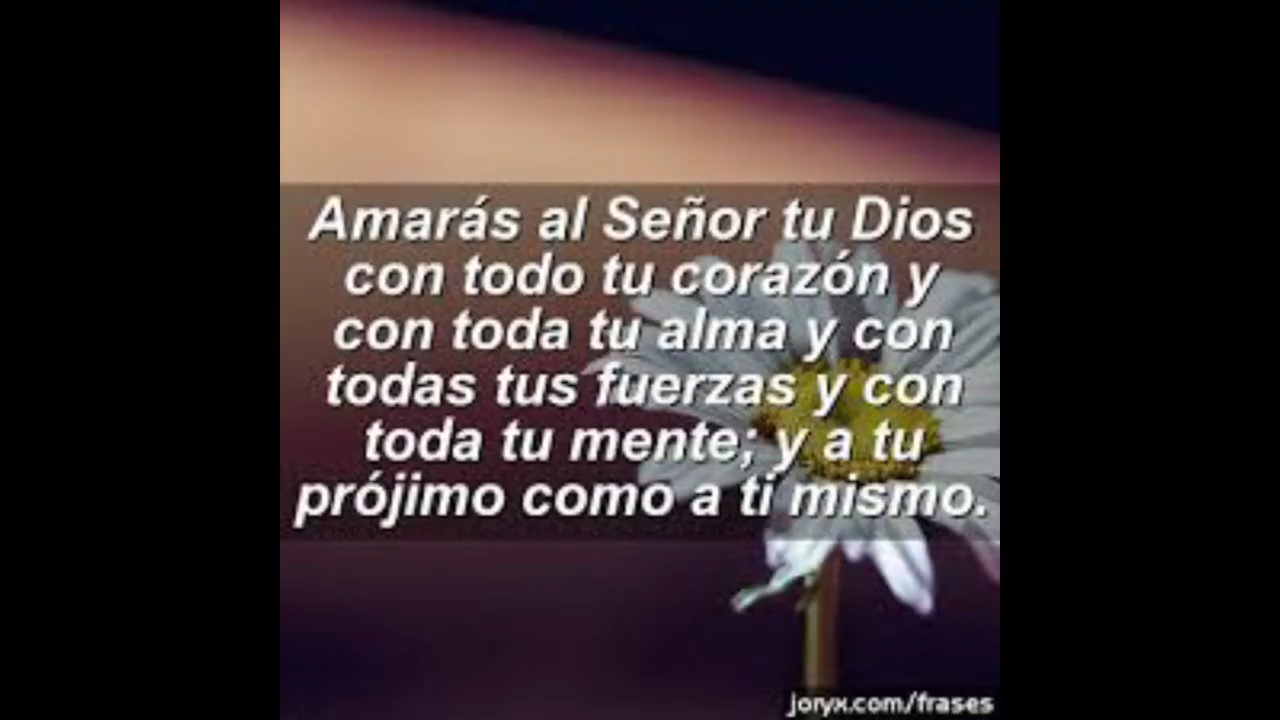 Amarás al Señor tu Dios
con todo tu corazón y
con toda tu alma y con
todas tus fuerzas y con
toda tu mente; y a tu
prójimo como a ti mismo.
joryx.com/frases